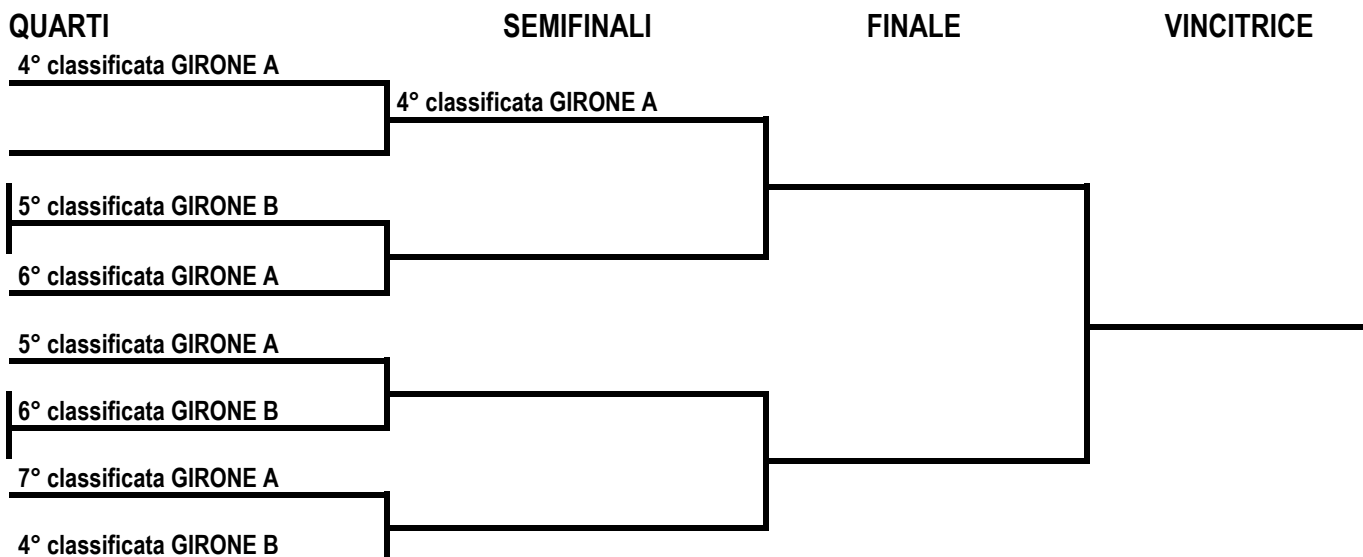 QUARTI SEMIFINALI FINALE VINCITRICE
4° classificata GIRONE A
4° classificata GIRONE A
5° classificata GIRONE B
6° classificata GIRONE A
5° classificata GIRONE A
6° classificata GIRONE B
7° classificata GIRONE A
4° classificata GIRONE B